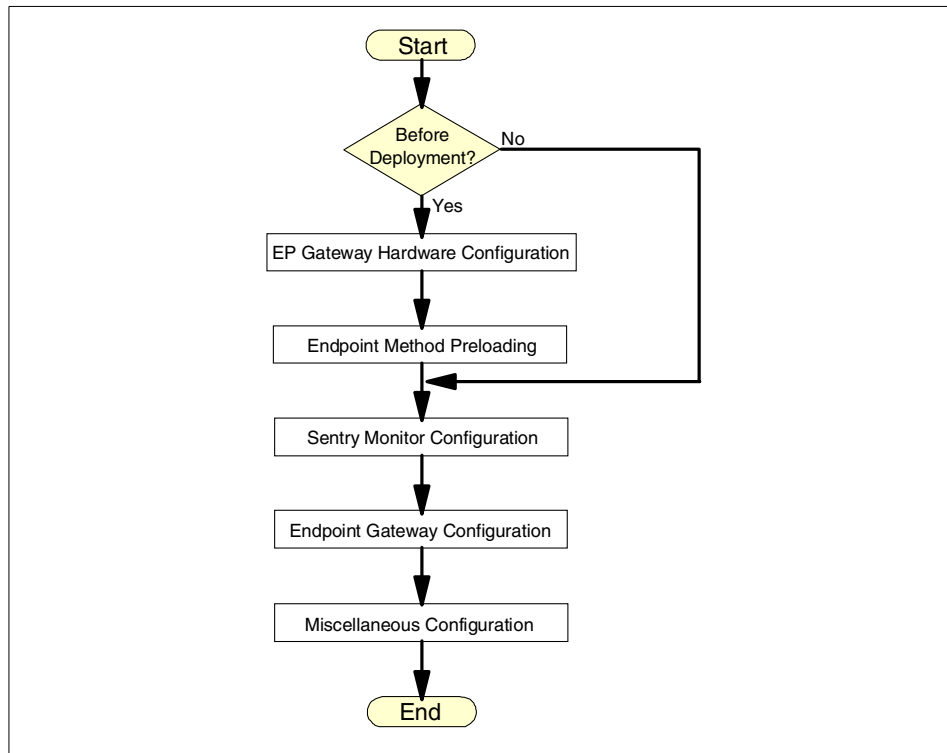 Start
Before
Deployment?
No
Yes
EP Gateway Hardware Configuration
Endpoint Method Preloading
Sentry Monitor Configuration
Endpoint Gateway Configuration
Miscellaneous Configuration
End